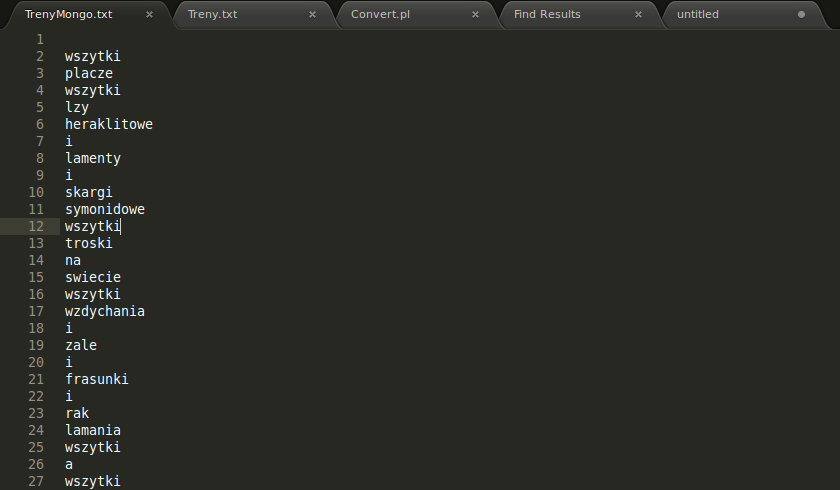 TrenyMongo.txt × Treny.txt × Convert.pl × Find Results × untitled
1
2 wszytki
3 placze
4 wszytki
5 lzy
6 heraklitowe
7 i
8 lamenty
9 i
10 skargi
11 symonidowe
12 wszytki
13 troski
14 na
15 swiecie
16 wszytki
17 wzdychania
18 i
19 zale
20 i
21 frasunki
22 i
23 rak
24 lamania
25 wszytki
26 a
27 wszytki